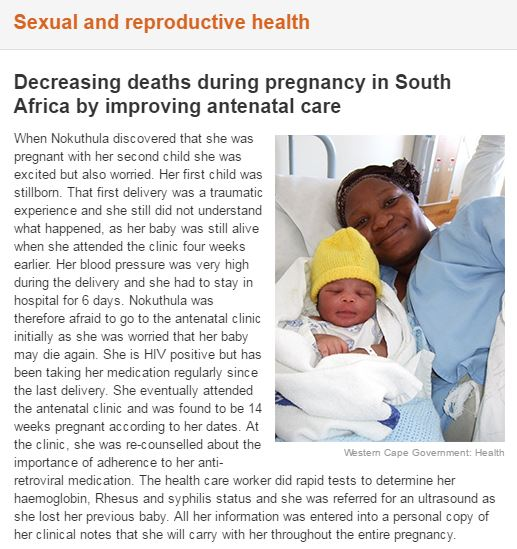 Sexual and reproductive health
Decreasing deaths during pregnancy in South
Africa by improving antenatal care
When Nokuthula discovered that she was
pregnant with her second child she was
excited but also worried. Her first child was
stillborn. That first delivery was a traumatic
experience and she still did not understand
what happened, as her baby was still alive
when she attended the clinic four weeks
earlier. Her blood pressure was very high
during the delivery and she had to stay in
hospital for 6 days. Nokuthula was
therefore afraid to go to the antenatal clinic
initially as she was worried that her baby
may die again. She is HIV positive but has
been taking her medication regularly since
the last delivery. She eventually attended
the antenatal clinic and was found to be 14
weeks pregnant according to her dates. At
the clinic, she was re-counselled about the
importance of adherence to her anti-
retroviral medication. The health care worker did rapid tests to determine her
haemoglobin, Rhesus and syphilis status and she was referred for an ultrasound as
she lost her previous baby. All her information was entered into a personal copy of
her clinical notes that she will carry with her throughout the entire pregnancy.
Western Cape Government: Health